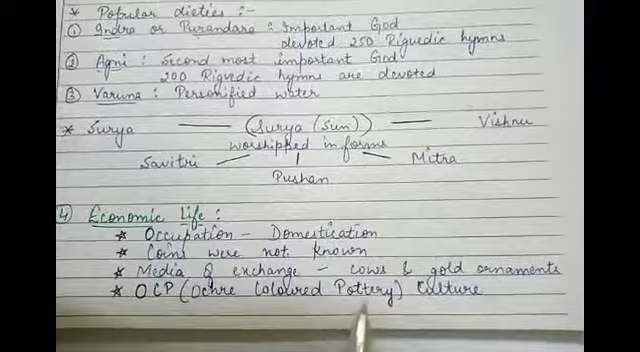 * Popular dieties :-
① Indra or Purandara : Important God
devoted 250 Rigvedic hymns
② Agni : Second most important God
200 Rigvedic hymns are devoted
③ Varuna : Personified water
* Surya — (Surya (Sun)) — Vishnu
worshipped in forms
Savitri Mitra
Pushan
④ Economic Life :
* Occupation - Domestication
* Coins were not known
* Media of exchange - cows & gold ornaments
* OCP (Ochre Coloured Pottery) Culture